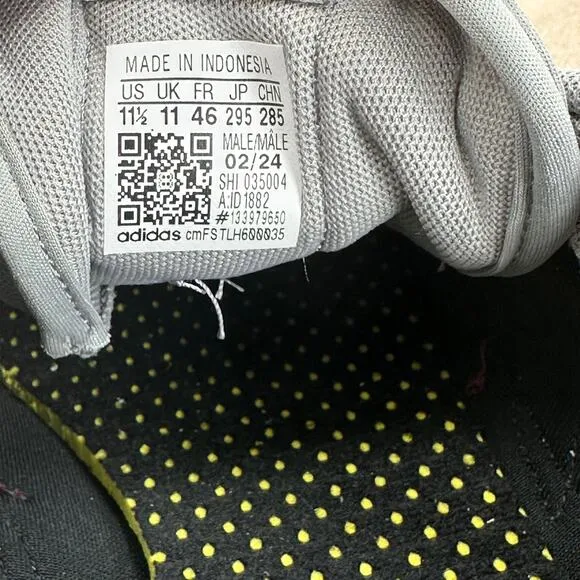 MADE IN INDONESIA
US UK FR JP CHN
11½ 11 46 295 285
MALE/MÂLE
02/24
SHI 035004
A:ID1882
#133979650
adidas cmFSTLH600035